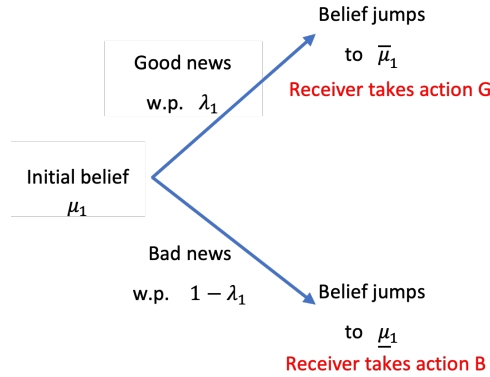 Belief jumps
to μ̅₁
Receiver takes action G
Good news
w.p. λ₁
Initial belief
μ₁
Bad news
w.p. 1 − λ₁
Belief jumps
to μ̲₁
Receiver takes action B